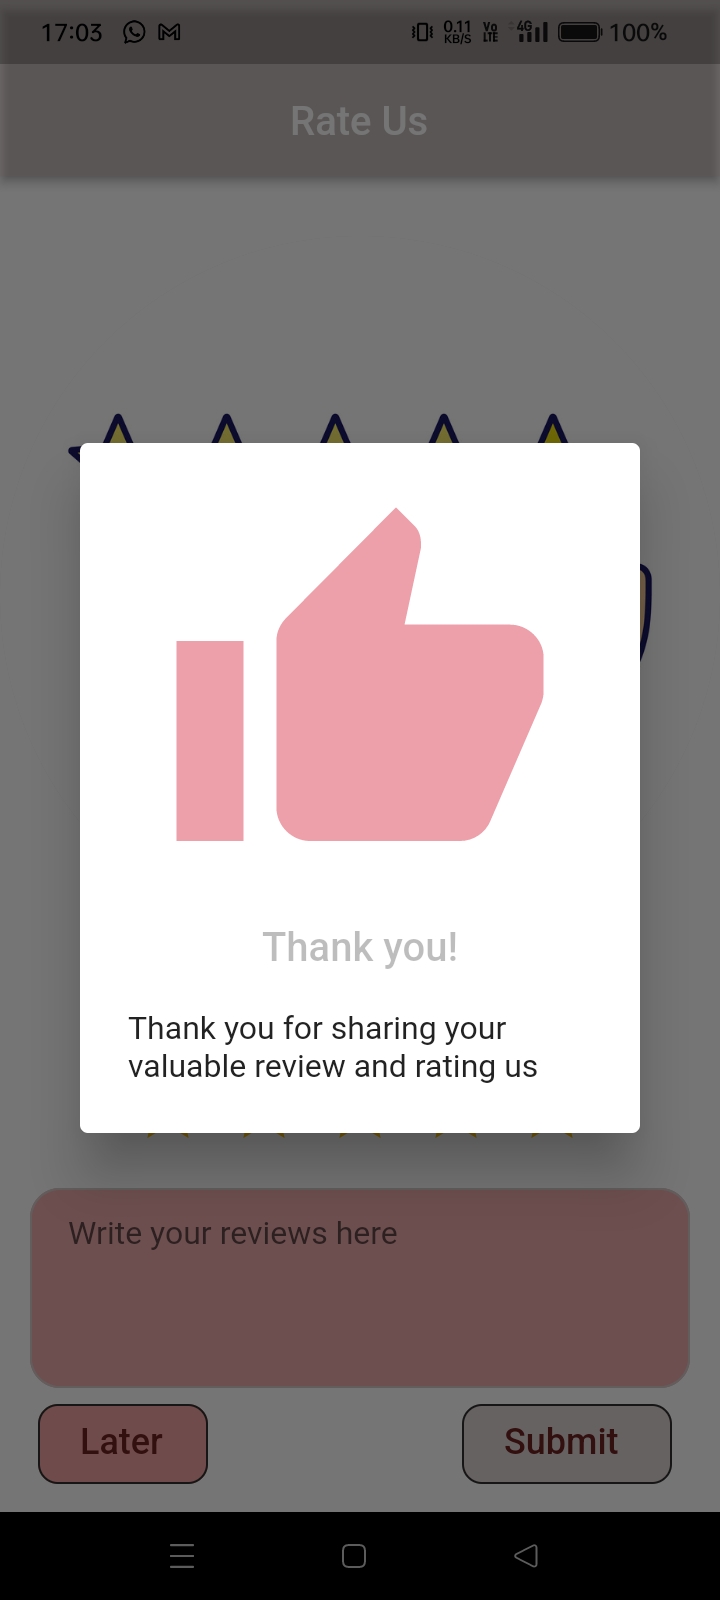 17:03 0.11 KB/S Vo LTE 4G 100%
Rate Us
Thank you!
Thank you for sharing your
valuable review and rating us
Write your reviews here
Later Submit